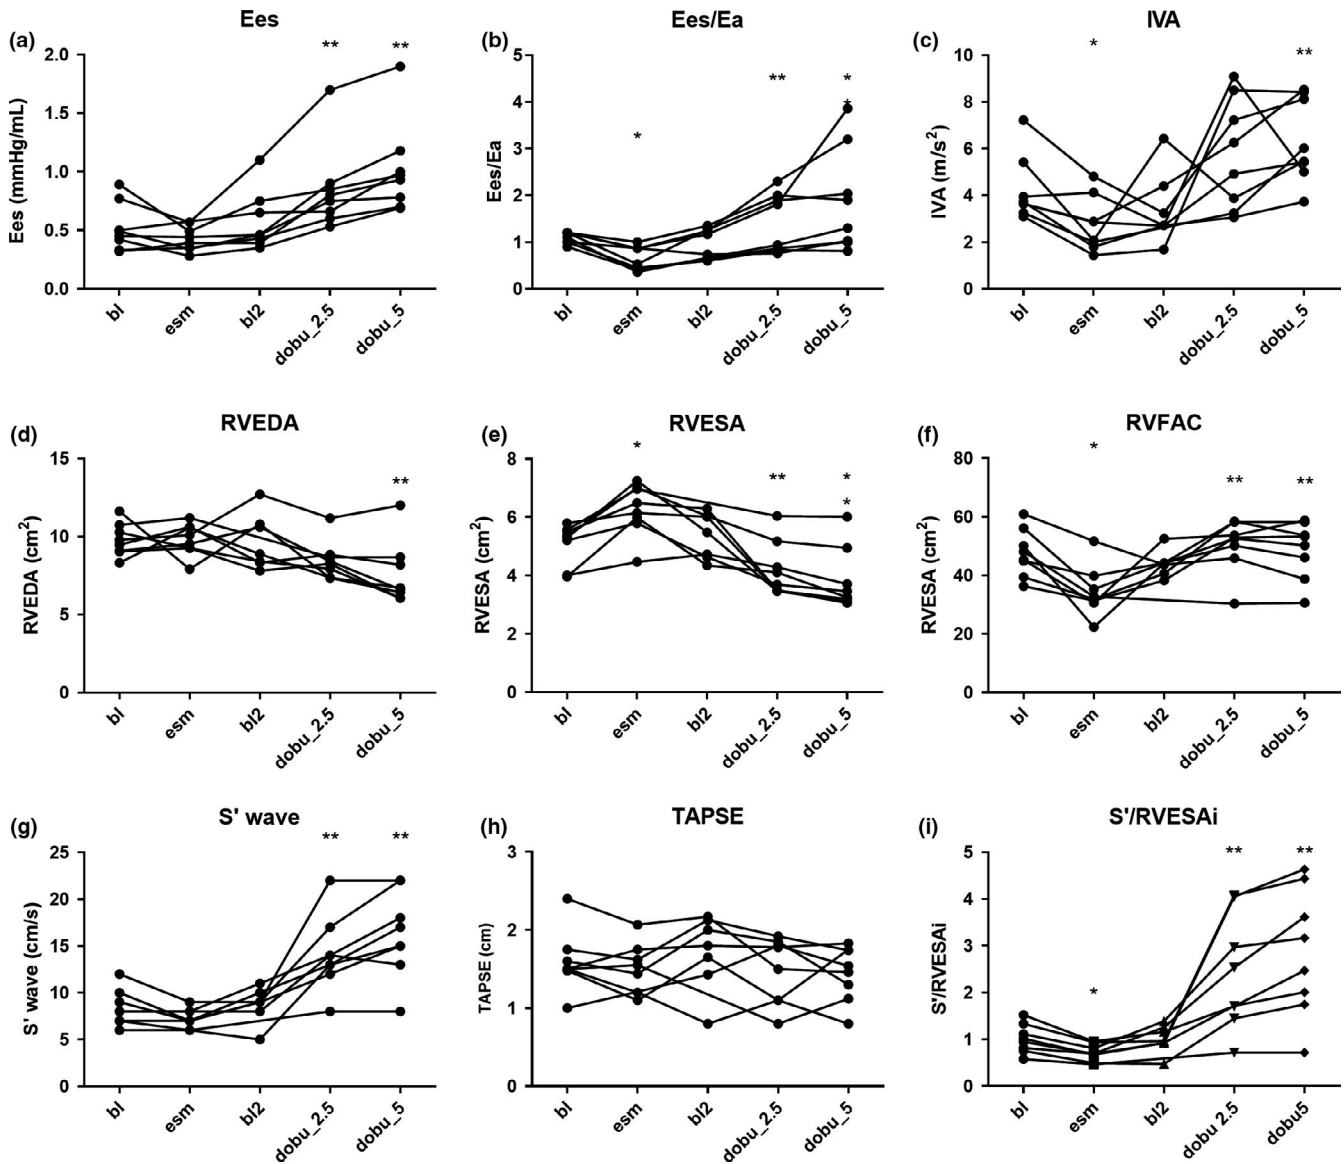 Ees
(a)
** **
Ees (mmHg/mL)
2.0
1.5
1.0
0.5
0.0
bl esm bl2 dobu_2.5 dobu_5
Ees/Ea
(b)
* ** *
*
Ees/Ea
5
4
3
2
1
0
bl esm bl2 dobu_2.5 dobu_5
IVA
(c)
* **
IVA (m/s²)
10
8
6
4
2
0
bl esm bl2 dobu_2.5 dobu_5
RVEDA
(d)
**
RVEDA (cm²)
15
10
5
0
bl esm bl2 dobu_2.5 dobu_5
RVESA
(e)
* ** *
*
RVESA (cm²)
8
6
4
2
0
bl esm bl2 dobu_2.5 dobu_5
RVFAC
(f)
* ** **
RVESA (cm²)
80
60
40
20
0
bl esm bl2 dobu_2.5 dobu_5
S' wave
(g)
** **
S' wave (cm/s)
25
20
15
10
5
0
bl esm bl2 dobu_2.5 dobu_5
TAPSE
(h)
TAPSE (cm)
3
2
1
0
bl esm bl2 dobu_2.5 dobu_5
S'/RVESAi
(i)
* ** **
S'/RVESAi
5
4
3
2
1
0
bl esm bl2 dobu 2.5 dobu5